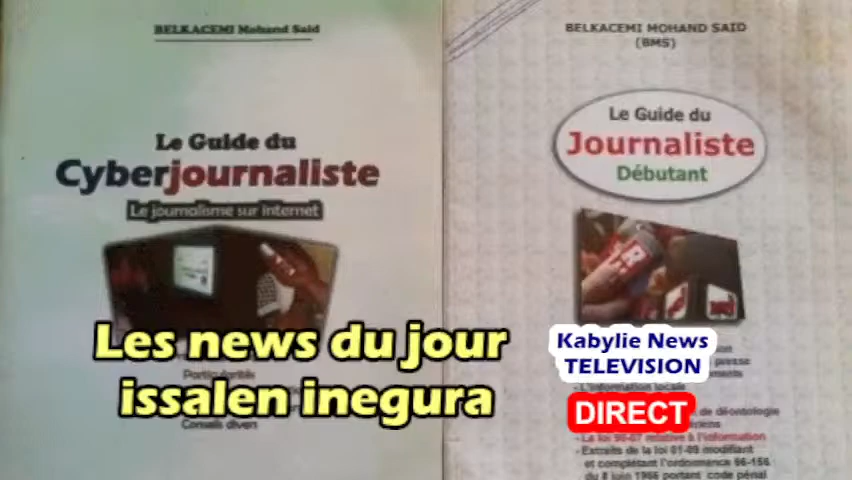 BELKACEMI Mohand Said
Le Guide du
Cyberjournaliste
Le journalisme sur internet
Particularités
Conseils divers
BELKACEMI MOHAND SAID
(BMS)
Le Guide du
Journaliste
Débutant
- L'information locale
de déontologie
- La loi 90-07 relative à l'information
- Extraits de la loi 01-09 modifiant
et complétant l'ordonnance 66-156
du 8 juin 1966 portant code pénal
Les news du jour
issalen inegura
Kabylie News
TELEVISION
DIRECT